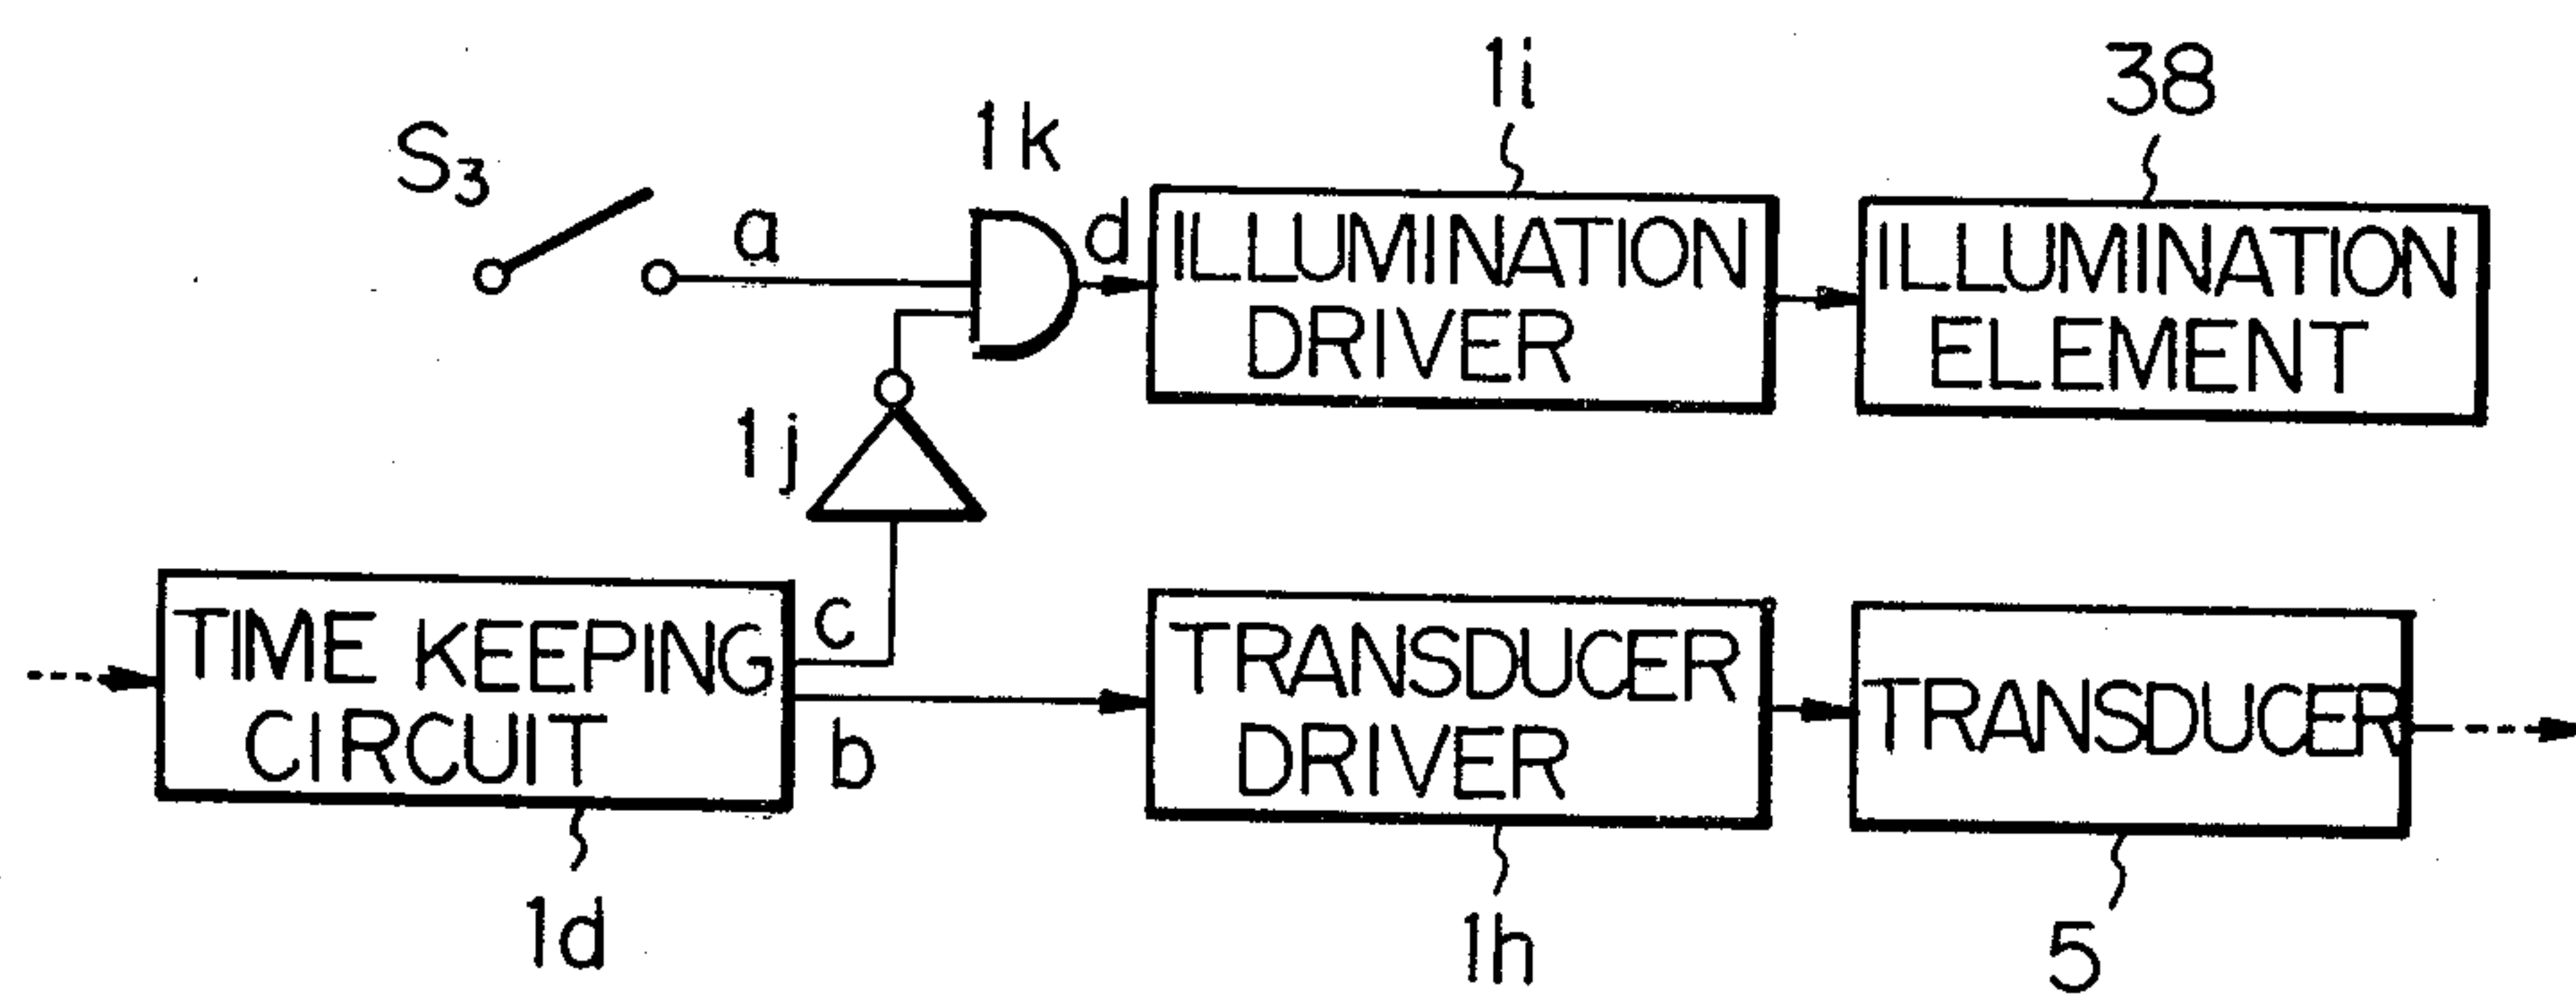 S3
a
1k
d
1i
38
ILLUMINATION
DRIVER
ILLUMINATION
ELEMENT
1j
c
b
TIME KEEPING
CIRCUIT
TRANSDUCER
DRIVER
TRANSDUCER
1d
1h
5